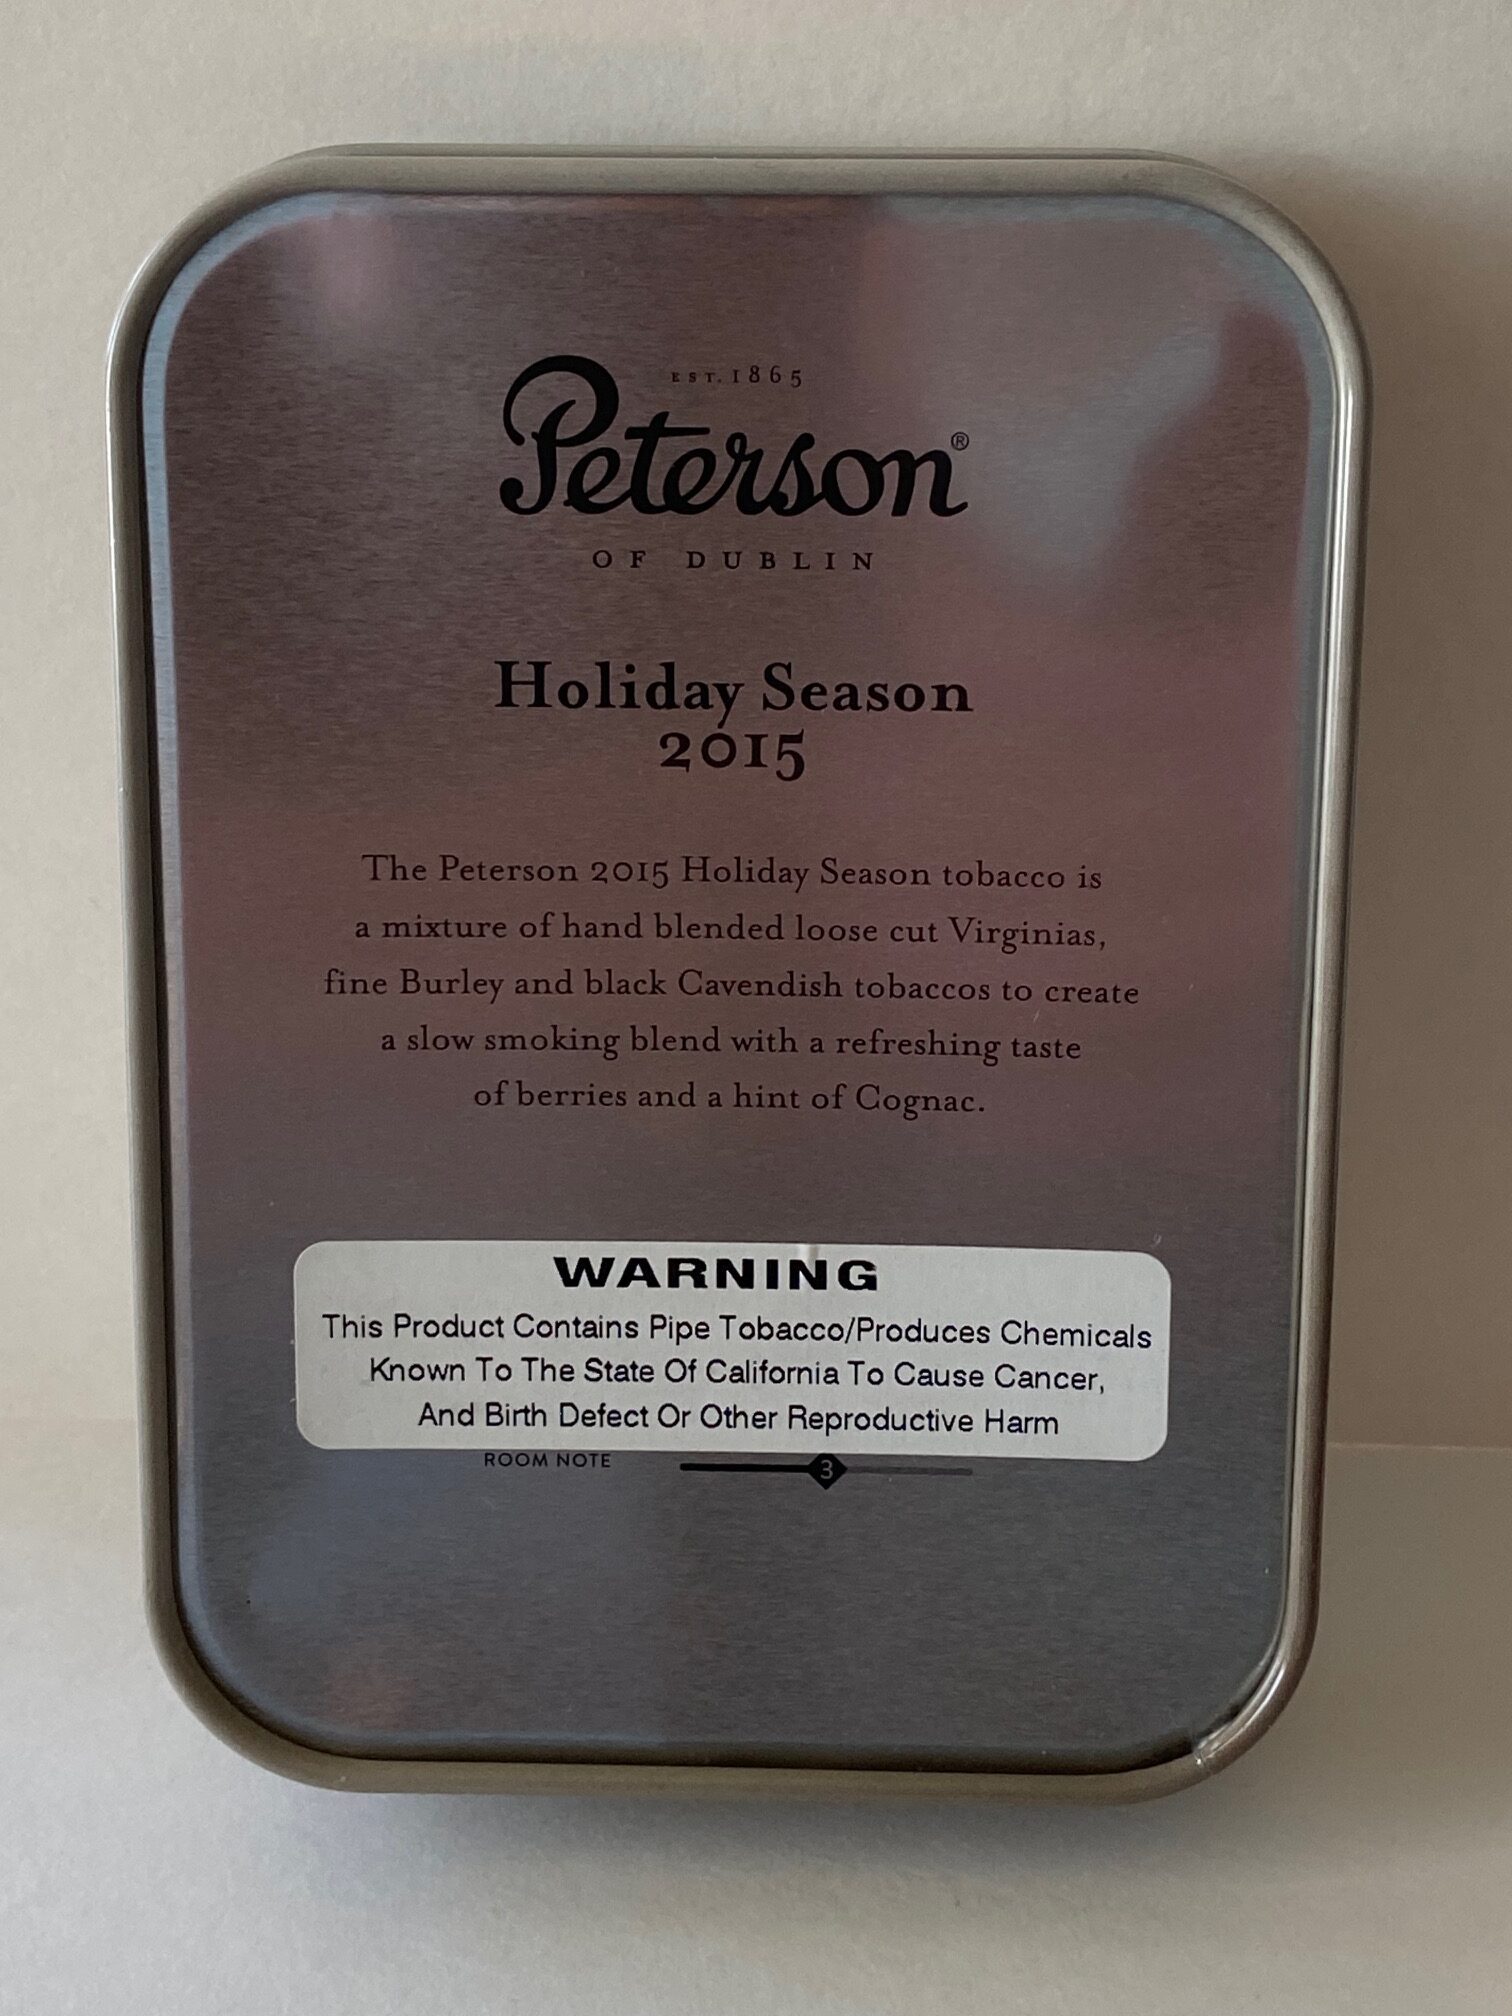 EST. 1865
Peterson®
OF DUBLIN
Holiday Season
2015
The Peterson 2015 Holiday Season tobacco is
a mixture of hand blended loose cut Virginias,
fine Burley and black Cavendish tobaccos to create
a slow smoking blend with a refreshing taste
of berries and a hint of Cognac.
WARNING
This Product Contains Pipe Tobacco/Produces Chemicals
Known To The State Of California To Cause Cancer,
And Birth Defect Or Other Reproductive Harm
ROOM NOTE 3